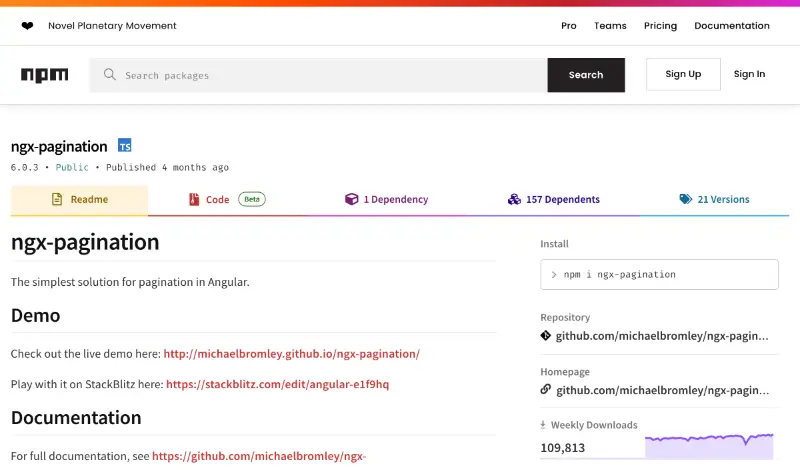 Novel Planetary Movement
Pro Teams Pricing Documentation
npm
Search packages
Search
Sign Up
Sign In
ngx-pagination TS
6.0.3 • Public • Published 4 months ago
Readme
Code Beta
1 Dependency
157 Dependents
21 Versions
ngx-pagination
The simplest solution for pagination in Angular.
Demo
Check out the live demo here: http://michaelbromley.github.io/ngx-pagination/
Play with it on StackBlitz here: https://stackblitz.com/edit/angular-e1f9hq
Documentation
For full documentation, see https://github.com/michaelbromley/ngx-
Install
> npm i ngx-pagination
Repository
github.com/michaelbromley/ngx-pagin...
Homepage
github.com/michaelbromley/ngx-pagin...
Weekly Downloads
109,813